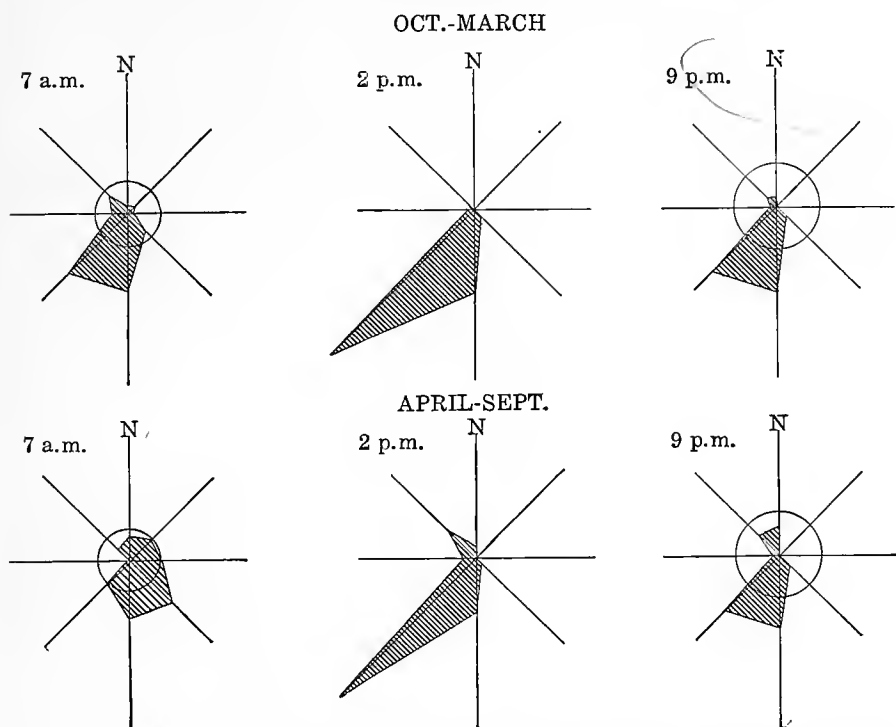 OCT.-MARCH
7 a.m.
N
2 p.m.
N
9 p.m.
N
APRIL-SEPT.
7 a.m.
N
2 p.m.
N
9 p.m.
N